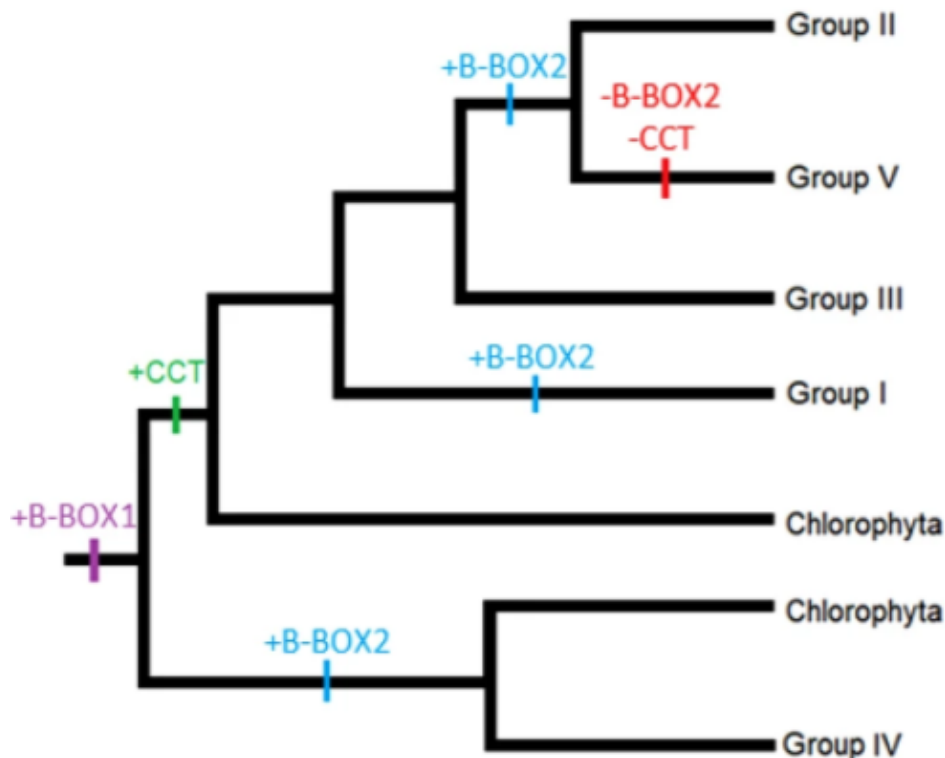 Group II
+B-BOX2
-B-BOX2
-CCT
Group V
Group III
+B-BOX2
+CCT
Group I
+B-BOX1
Chlorophyta
Chlorophyta
+B-BOX2
Group IV